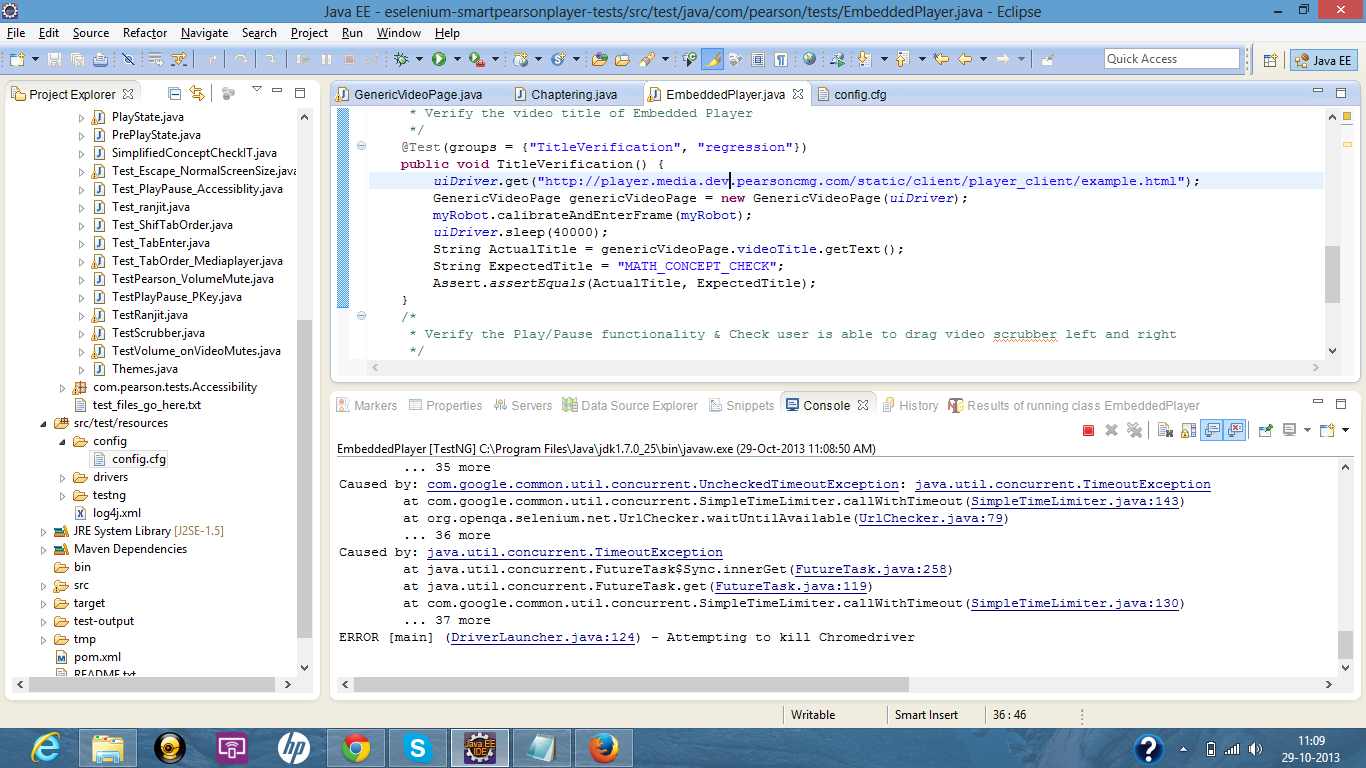 Java EE - eselenium-smartpearsonplayer-tests/src/test/java/com/pearson/tests/EmbeddedPlayer.java - Eclipse
File Edit Source Refactor Navigate Search Project Run Window Help
Quick Access
Java EE
Project Explorer
PlayState.java
PrePlayState.java
SimplifiedConceptCheckIT.java
Test_Escape_NormalScreenSize.java
Test_PlayPause_Accessiblity.java
Test_ranjit.java
Test_ShifTabOrder.java
Test_TabEnter.java
Test_TabOrder_Mediaplayer.java
TestPearson_VolumeMute.java
TestPlayPause_PKey.java
TestRanjit.java
TestScrubber.java
TestVolume_onVideoMutes.java
Themes.java
com.pearson.tests.Accessibility
test_files_go_here.txt
src/test/resources
config
config.cfg
drivers
testng
log4j.xml
JRE System Library [J2SE-1.5]
Maven Dependencies
bin
src
target
test-output
tmp
pom.xml
README.txt
GenericVideoPage.java Chaptering.java EmbeddedPlayer.java config.cfg
* Verify the video title of Embedded Player
*/
@Test(groups = {"TitleVerification", "regression"})
public void TitleVerification() {
uiDriver.get("http://player.media.dev.pearsoncmg.com/static/client/player_client/example.html");
GenericVideoPage genericVideoPage = new GenericVideoPage(uiDriver);
myRobot.calibrateAndEnterFrame(myRobot);
uiDriver.sleep(40000);
String ActualTitle = genericVideoPage.videoTitle.getText();
String ExpectedTitle = "MATH_CONCEPT_CHECK";
Assert.assertEquals(ActualTitle, ExpectedTitle);
}
/*
* Verify the Play/Pause functionality & Check user is able to drag video scrubber left and right
*/
Markers Properties Servers Data Source Explorer Snippets Console History Results of running class EmbeddedPlayer
EmbeddedPlayer [TestNG] C:\Program Files\Java\jdk1.7.0_25\bin\javaw.exe (29-Oct-2013 11:08:50 AM)
... 35 more
Caused by: com.google.common.util.concurrent.UncheckedTimeoutException: java.util.concurrent.TimeoutException
at com.google.common.util.concurrent.SimpleTimeLimiter.callWithTimeout(SimpleTimeLimiter.java:143)
at org.openqa.selenium.net.UrlChecker.waitUntilAvailable(UrlChecker.java:79)
... 36 more
Caused by: java.util.concurrent.TimeoutException
at java.util.concurrent.FutureTask$Sync.innerGet(FutureTask.java:258)
at java.util.concurrent.FutureTask.get(FutureTask.java:119)
at com.google.common.util.concurrent.SimpleTimeLimiter.callWithTimeout(SimpleTimeLimiter.java:130)
... 37 more
ERROR [main] (DriverLauncher.java:124) - Attempting to kill Chromedriver
Writable Smart Insert 36 : 46
hp
Java EE
IDE
11:09
29-10-2013